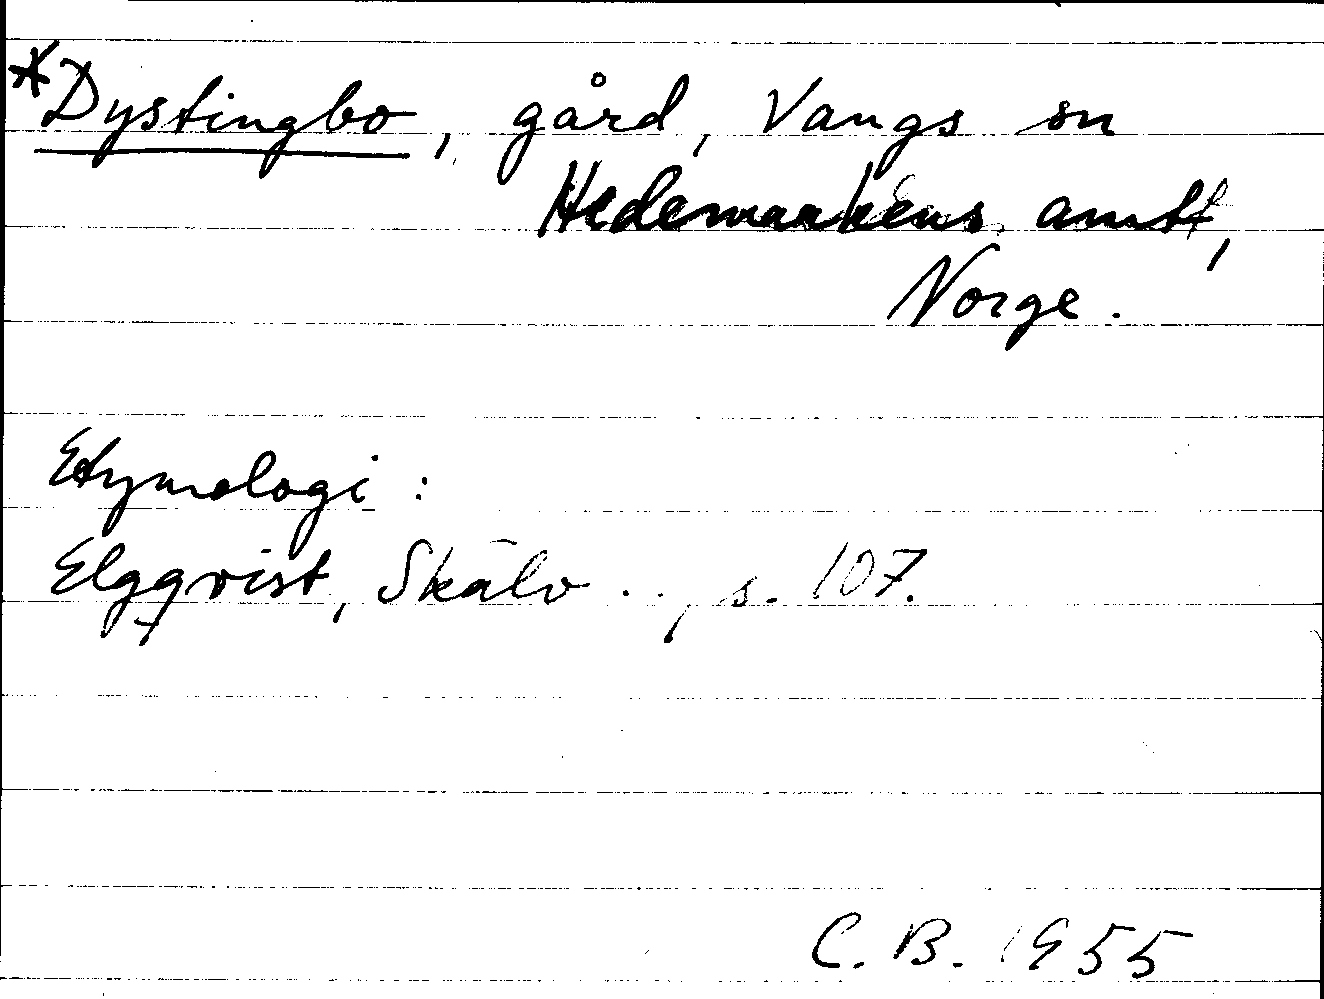 *Dystingbo, gård, Vangs sn
Hedemarkens amt,
Norge.
Etymologi:
Elgqvist, Skälv . . , s. 107.
C. B. 1955